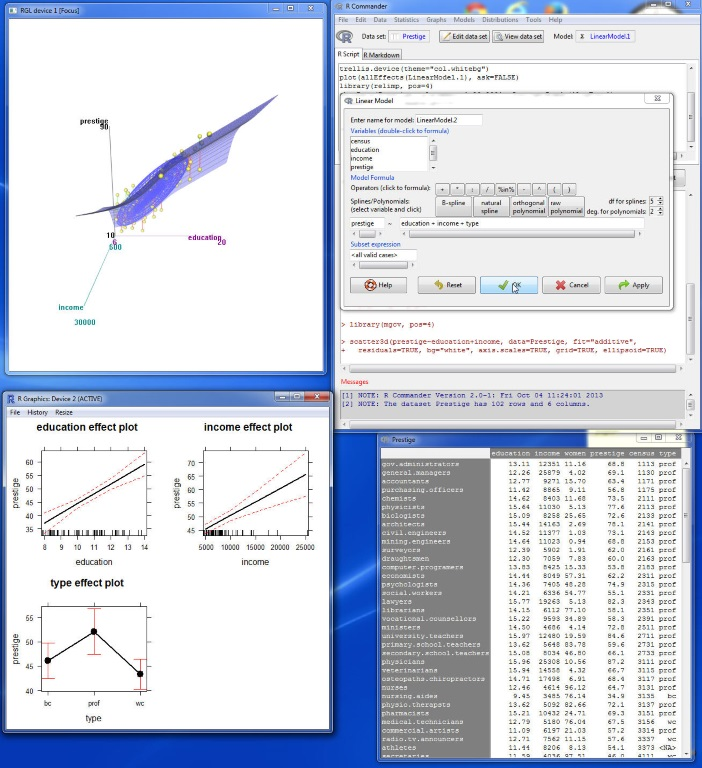 RGL device 1 [Focus]
prestige
90
10
6
education
20
600
income
30000
R Commander
File Edit Data Statistics Graphs Models Distributions Tools Help
Data set: Prestige Edit data set View data set Model: Σ LinearModel.1
R Script R Markdown
trellis.device(theme="col.whitebg")
plot(allEffects(LinearModel.1), ask=FALSE)
library(relimp, pos=4)
Linear Model
Enter name for model: LinearModel.2
Variables (double-click to formula)
census
education
income
prestige
Model Formula
Operators (click to formula): + * : / %in% - ^ ( )
Splines/Polynomials: (select variable and click) B-spline natural spline orthogonal polynomial raw polynomial df for splines: 5 deg. for polynomials: 2
prestige ~ education + income + type
Subset expression
<all valid cases>
Help Reset OK Cancel Apply
> library(mgcv, pos=4)
> scatter3d(prestige~education+income, data=Prestige, fit="additive",
+ residuals=TRUE, bg="white", axis.scales=TRUE, grid=TRUE, ellipsoid=TRUE)
Messages
[1] NOTE: R Commander Version 2.0-1: Fri Oct 04 11:24:01 2013
[2] NOTE: The dataset Prestige has 102 rows and 6 columns.
R Graphics: Device 2 (ACTIVE)
File History Resize
education effect plot
prestige
60
55
50
45
40
35
8 9 10 11 12 13 14
education
income effect plot
prestige
70
65
60
55
50
45
5000 10000 15000 20000 25000
income
type effect plot
prestige
55
50
45
40
bc prof wc
type
Prestige
education income women prestige census type
gov.administrators 13.11 12351 11.16 68.8 1113 prof
general.managers 12.26 25879 4.02 69.1 1130 prof
accountants 12.77 9271 15.70 63.4 1171 prof
purchasing.officers 11.42 8865 9.11 56.8 1175 prof
chemists 14.62 8403 11.68 73.5 2111 prof
physicists 15.64 11030 5.13 77.6 2113 prof
biologists 15.09 8258 25.65 72.6 2133 prof
architects 15.44 14163 2.69 78.1 2141 prof
civil.engineers 14.52 11377 1.03 73.1 2143 prof
mining.engineers 14.64 11023 0.94 68.8 2153 prof
surveyors 12.39 5902 1.91 62.0 2161 prof
draughtsmen 12.30 7059 7.83 60.0 2163 prof
computer.programers 13.83 8425 15.33 53.8 2183 prof
economists 14.44 8049 57.31 62.2 2311 prof
psychologists 14.36 7405 48.28 74.9 2315 prof
social.workers 14.21 6336 54.77 55.1 2331 prof
lawyers 15.77 19263 5.13 82.3 2343 prof
librarians 14.15 6112 77.10 58.1 2351 prof
vocational.counsellors 15.22 9593 34.89 58.3 2391 prof
ministers 14.50 4686 4.14 72.8 2511 prof
university.teachers 15.97 12480 19.59 84.6 2711 prof
primary.school.teachers 13.62 5648 83.78 59.6 2731 prof
secondary.school.teachers 15.08 8034 46.80 66.1 2733 prof
physicians 15.96 25308 10.56 87.2 3111 prof
veterinarians 15.94 14558 4.32 66.7 3115 prof
osteopaths.chiropractors 14.71 17498 6.91 68.4 3117 prof
nurses 12.46 4614 96.12 64.7 3131 prof
nursing.aides 9.45 3485 76.14 34.9 3135 bc
physio.therapsts 13.62 5092 82.66 72.1 3137 prof
pharmacists 15.21 10432 24.71 69.3 3151 prof
medical.technicians 12.79 5180 76.04 67.5 3156 wc
commercial.artists 11.09 6197 21.03 57.2 3314 prof
radio.tv.announcers 12.71 7562 11.15 57.6 3337 wc
athletes 11.44 8206 8.13 54.1 3373 <NA>
secretaries 11.59 4036 97.51 46.0 4111 wc